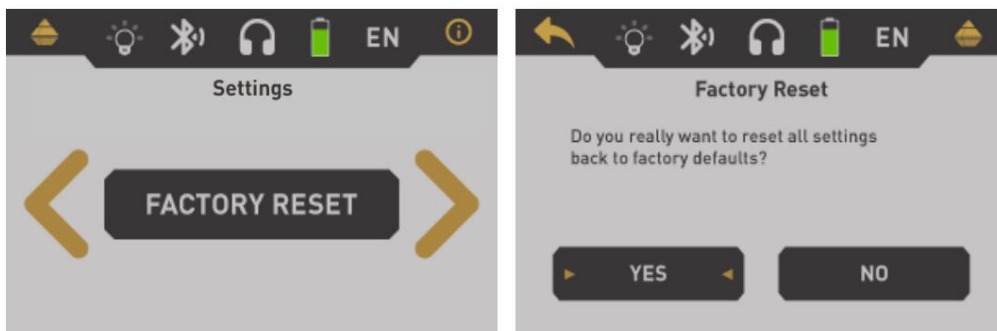 EN
Settings
FACTORY RESET
EN
Factory Reset
Do you really want to reset all settings
back to factory defaults?
YES
NO